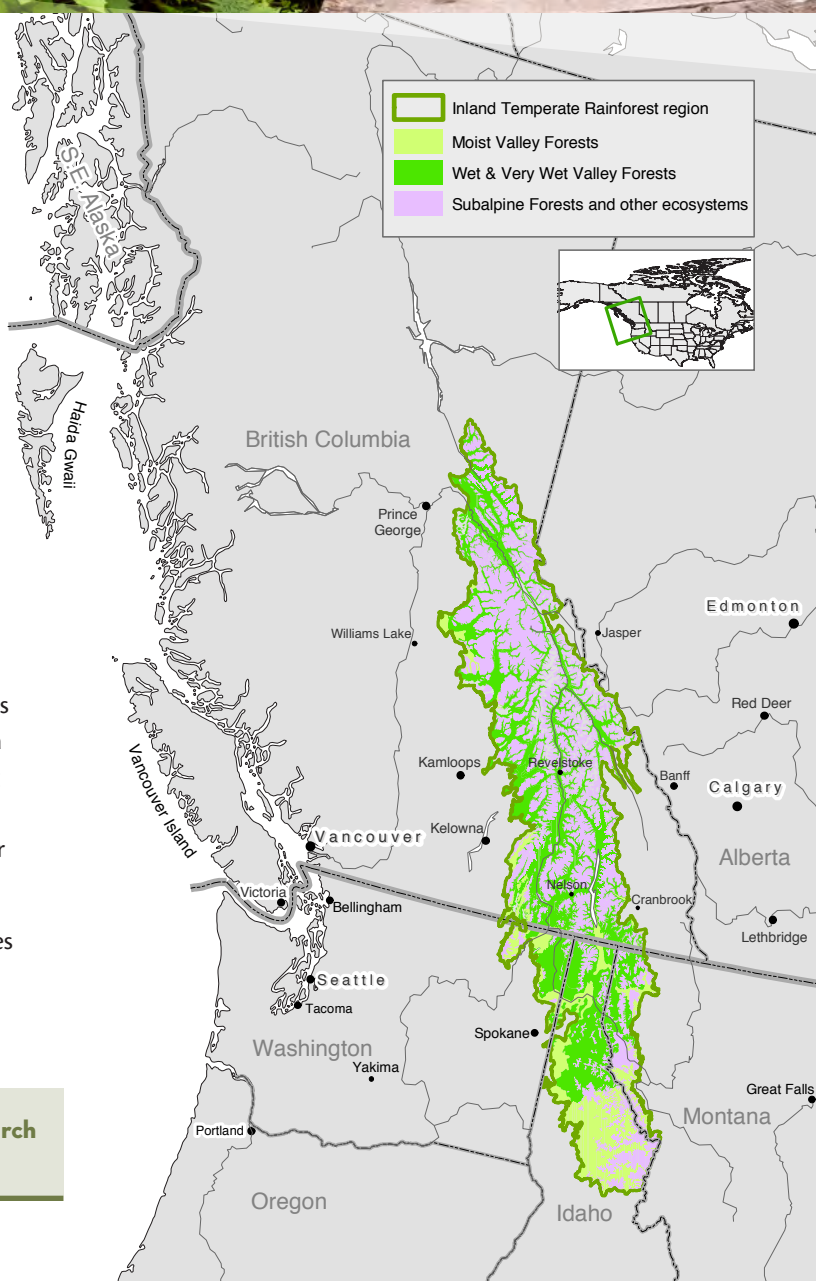 Inland Temperate Rainforest region
Moist Valley Forests
Wet & Very Wet Valley Forests
Subalpine Forests and other ecosystems
S.E. Alaska
Haida Gwaii
British Columbia
Prince
George
Edmonton
Williams Lake
Jasper
s
Red Deer
Vancouver Island
Kamloops
Revelstoke
Banff
Calgary
Kelowna
Vancouver
r
Alberta
Nelson
Victoria
Cranbrook
Bellingham
Lethbridge
es
Seattle
Tacoma
Spokane
Washington
Yakima
Great Falls
Montana
rch
Portland
Oregon
Idaho